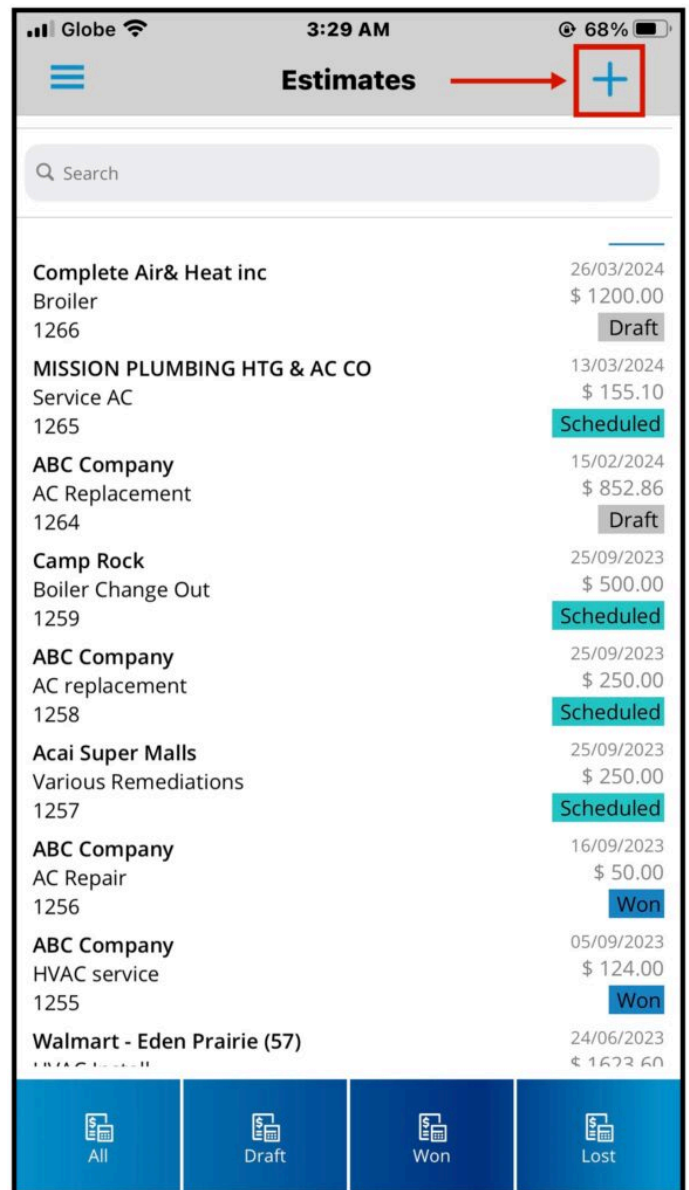 Globe 3:29 AM 68%
Estimates
Search
Complete Air& Heat inc 26/03/2024
Broiler $ 1200.00
1266 Draft
MISSION PLUMBING HTG & AC CO 13/03/2024
Service AC $ 155.10
1265 Scheduled
ABC Company 15/02/2024
AC Replacement $ 852.86
1264 Draft
Camp Rock 25/09/2023
Boiler Change Out $ 500.00
1259 Scheduled
ABC Company 25/09/2023
AC replacement $ 250.00
1258 Scheduled
Acai Super Malls 25/09/2023
Various Remediations $ 250.00
1257 Scheduled
ABC Company 16/09/2023
AC Repair $ 50.00
1256 Won
ABC Company 05/09/2023
HVAC service $ 124.00
1255 Won
Walmart - Eden Prairie (57) 24/06/2023
HVAC Install $ 1623.60
All Draft Won Lost